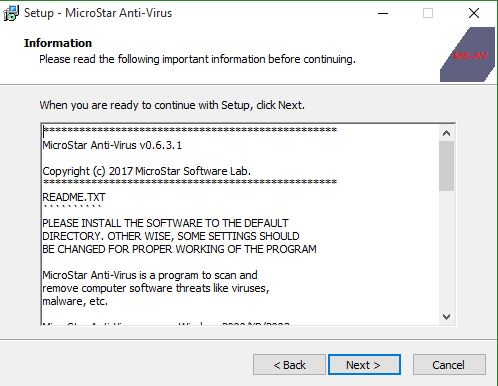 Setup - MicroStar Anti-Virus
Information
Please read the following important information before continuing.
MS AV
When you are ready to continue with Setup, click Next.
*************************************************
MicroStar Anti-Virus v0.6.3.1
Copyright (c) 2017 MicroStar Software Lab.
*************************************************
README.TXT
``````````
PLEASE INSTALL THE SOFTWARE TO THE DEFAULT
DIRECTORY. OTHER WISE, SOME SETTINGS SHOULD
BE CHANGED FOR PROPER WORKING OF THE PROGRAM
MicroStar Anti-Virus is a program to scan and
remove computer software threats like viruses,
malware, etc.
< Back
Next >
Cancel